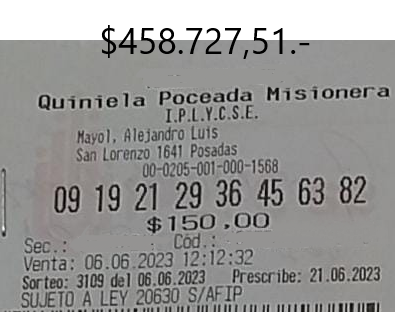 $458.727,51.-
Quiniela Poceada Misionera
I.P.L.Y.C.S.E.
Mayol, Alejandro Luis
San Lorenzo 1641 Posadas
00-0205-001-000-1568
09 19 21 29 36 45 63 82
$150,00
Sec.: Cód.:
Venta: 06.06.2023 12:12:32
Sorteo: 3109 del 06.06.2023 Prescribe: 21.06.2023
SUJETO A LEY 20630 S/AFIP